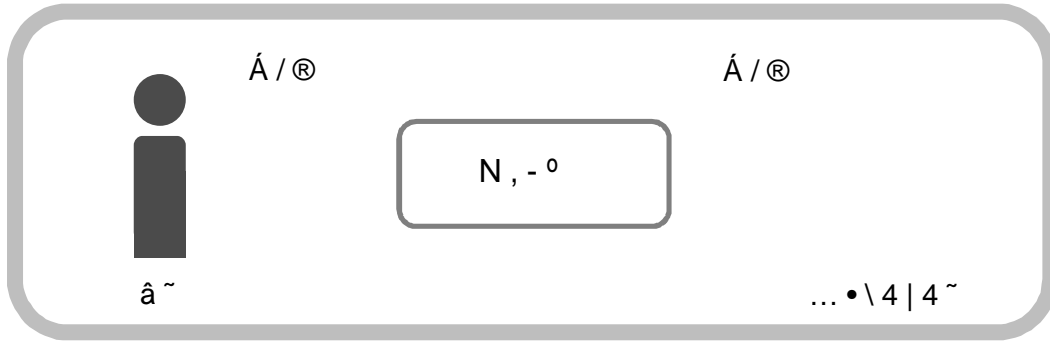 Á / ® Á / ®
N , - º
â ˜ … • \ 4 | 4 ˜